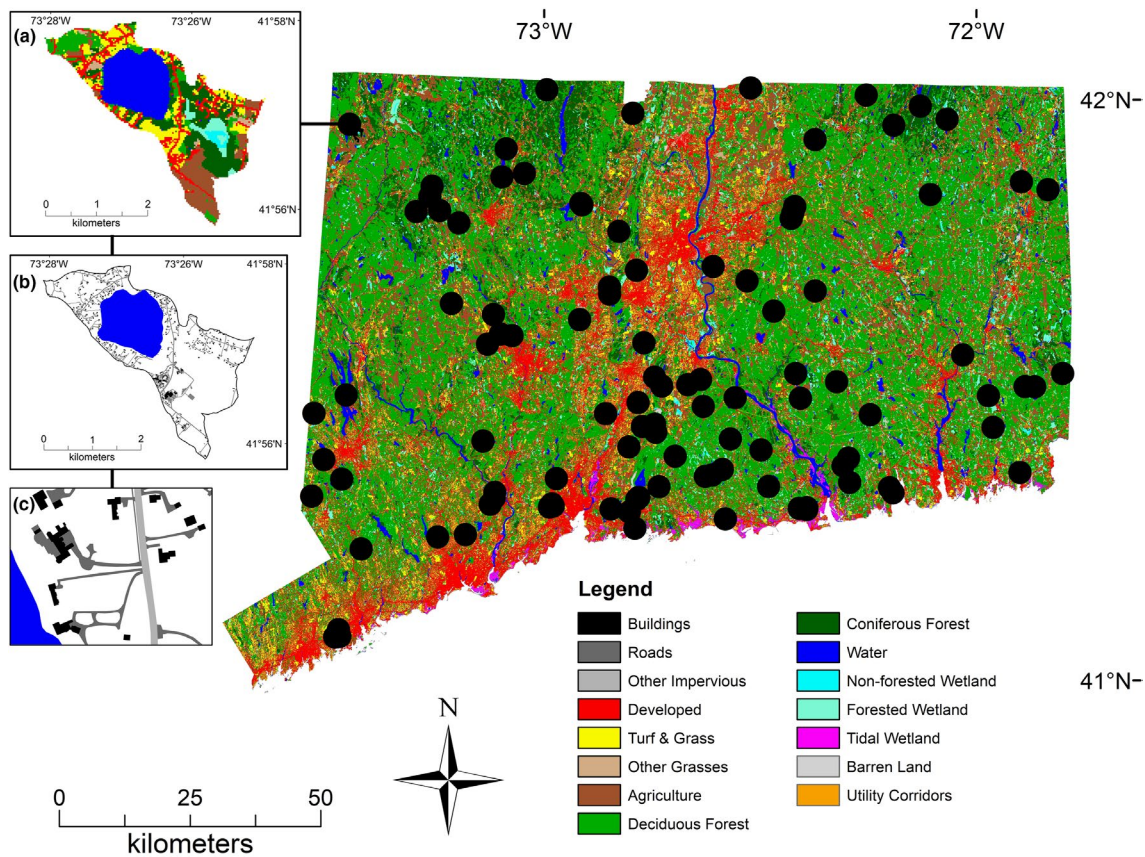 73°28'W 73°26'W 41°58'N
(a)
0 1 2
kilometers
41°56'N
73°28'W 73°26'W 41°58'N
(b)
0 1 2
kilometers
41°56'N
(c)
73°W 72°W
42°N
41°N
Legend
Buildings
Roads
Other Impervious
Developed
Turf & Grass
Other Grasses
Agriculture
Deciduous Forest
Coniferous Forest
Water
Non-forested Wetland
Forested Wetland
Tidal Wetland
Barren Land
Utility Corridors
N
0 25 50
kilometers